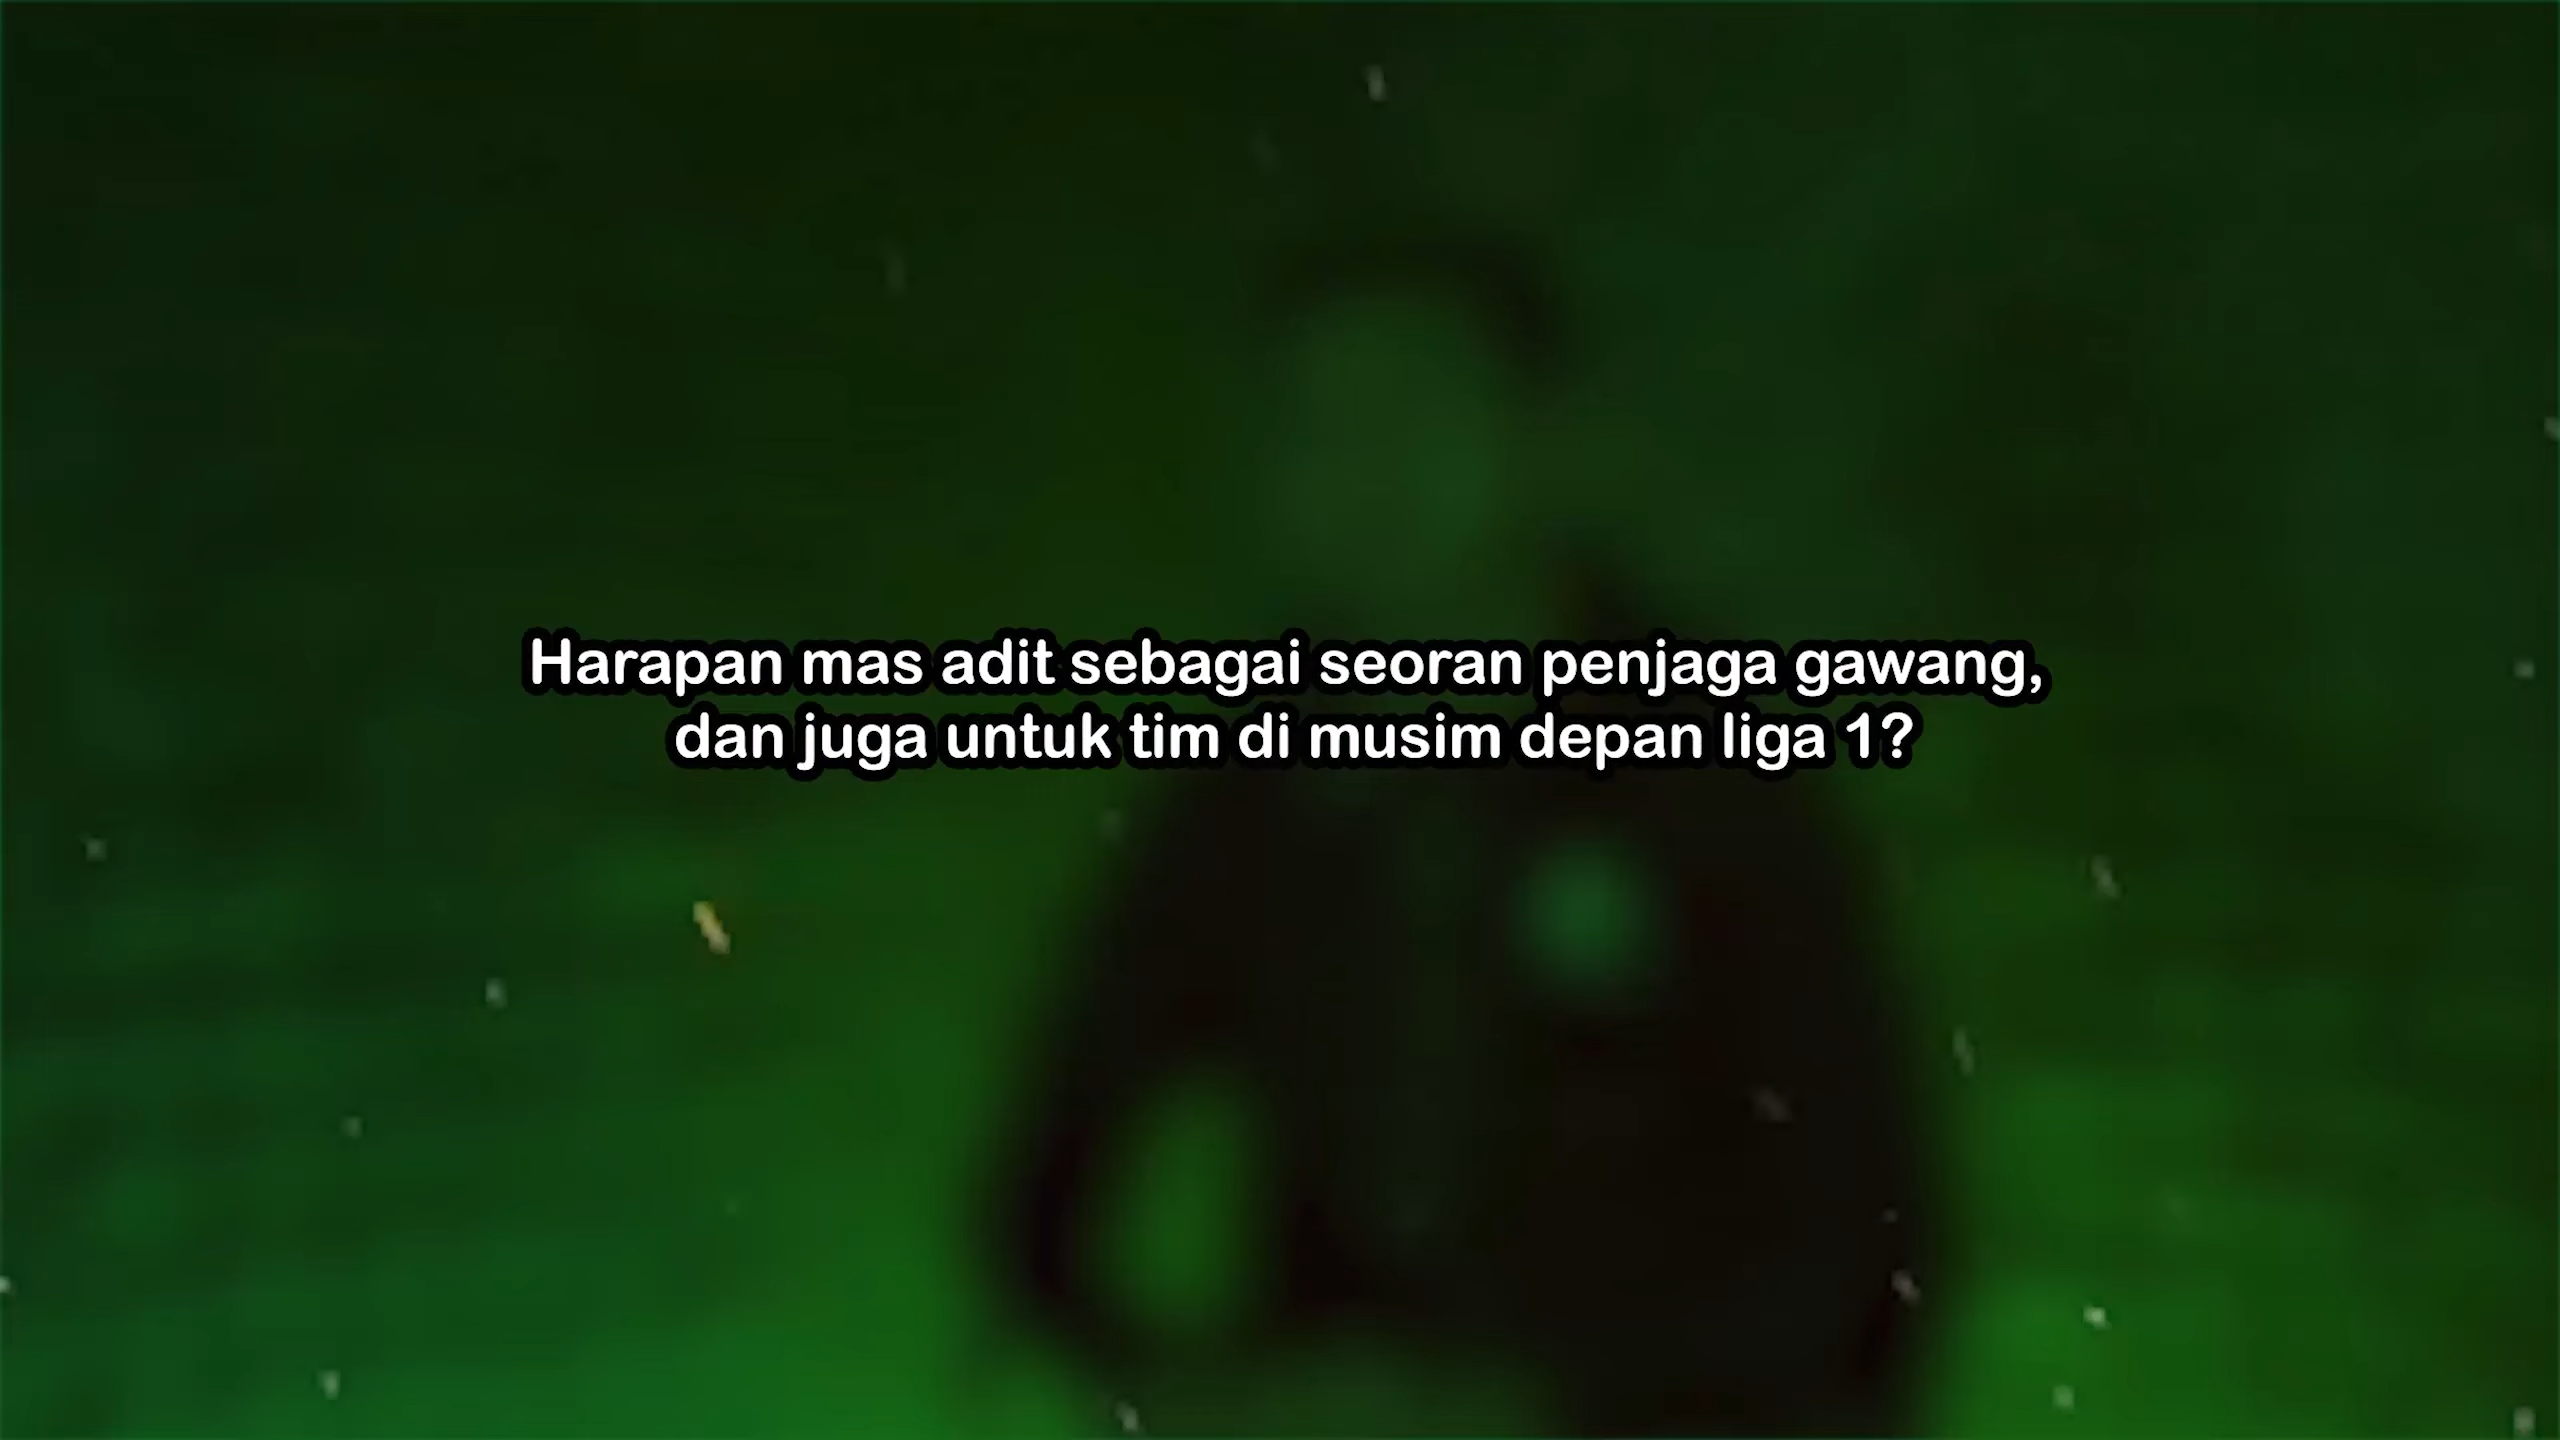 Harapan mas adit sebagai seoran penjaga gawang,
dan juga untuk tim di musim depan liga 1?